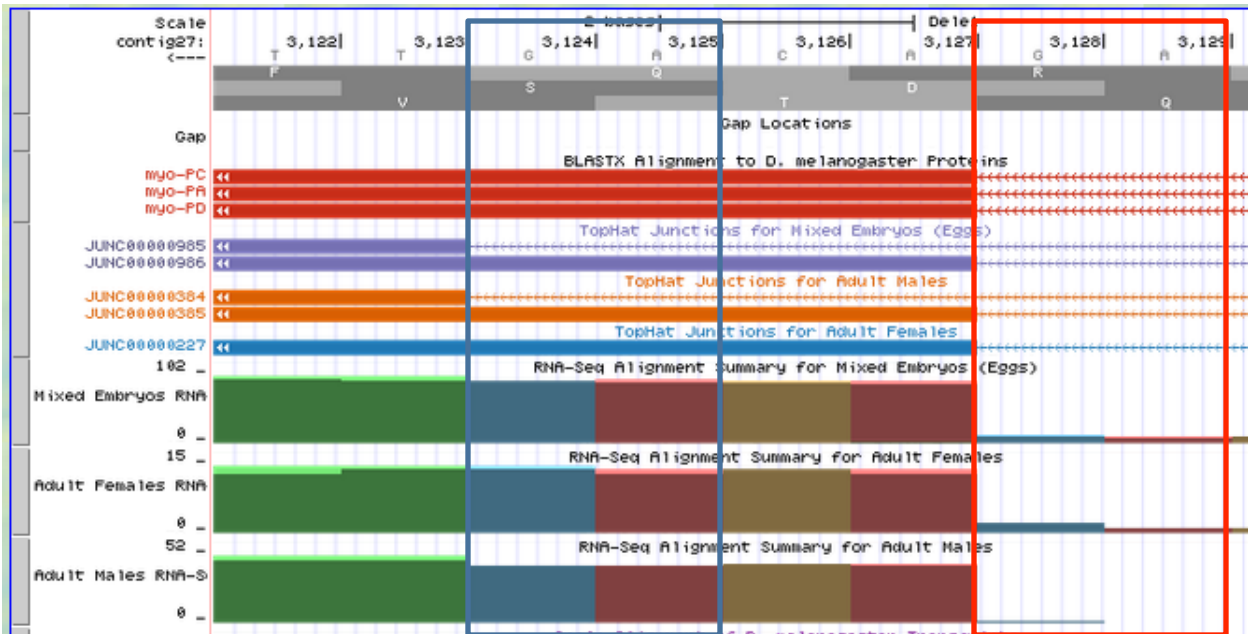 Scale 2 bases Delet
contig27: 3,122| 3,123 3,124| 3,125 3,126| 3,127 3,128| 3,129
<--- T T G A C A G A
F Q R
S D
V T Q
Gap Locations
Gap
BLASTX Alignment to D. melanogaster Proteins
myo-PC
myo-PA
myo-PD
TopHat Junctions for Mixed Embryos (Eggs)
JUNC00000985
JUNC00000986
TopHat Junctions for Adult Males
JUNC00000384
JUNC00000385
TopHat Junctions for Adult Females
JUNC00000227
102 _ RNA-Seq Alignment Summary for Mixed Embryos (Eggs)
Mixed Embryos RNA
0 _
15 _ RNA-Seq Alignment Summary for Adult Females
Adult Females RNA
0 _
52 _ RNA-Seq Alignment Summary for Adult Males
Adult Males RNA-S
0 _